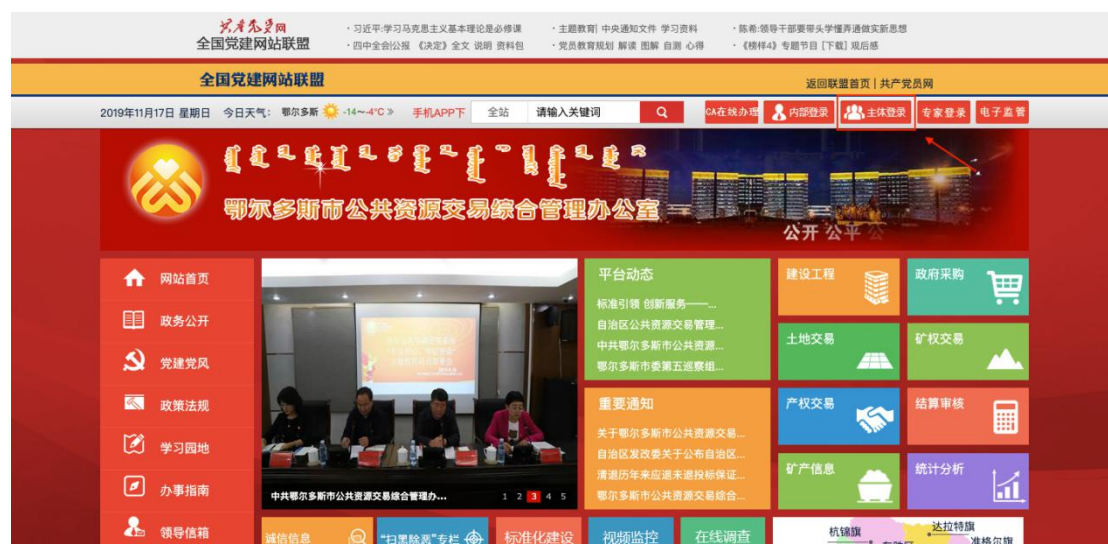 共产党员网
全国党建网站联盟
·习近平:学习马克思主义基本理论是必修课
·主题教育| 中央通知文件 学习资料
·陈希:领导干部要带头学懂弄通做实新思想
·四中全会公报 《决定》全文 说明 资料包
·党员教育规划 解读 图解 自测 心得
·《榜样4》专题节目 [下载] 观后感
全国党建网站联盟
返回联盟首页 | 共产党员网
2019年11月17日 星期日 今日天气: 鄂尔多斯 -14~-4°C »
手机APP下
全站
请输入关键词
CA在线办理
内部登录
主体登录
专家登录
电子监管
鄂尔多斯市公共资源交易综合管理办公室
公开 公平 公
网站首页
政务公开
党建党风
政策法规
学习园地
办事指南
领导信箱
中共鄂尔多斯市公共资源交易综合管理办...
1 2 3 4 5
平台动态
标准引领 创新服务——...
自治区公共资源交易管理...
中共鄂尔多斯市公共资源...
鄂尔多斯市委第五巡察组...
重要通知
关于鄂尔多斯市公共资源交易...
自治区发改委关于公布自治区...
清退历年来应退未退投标保证...
鄂尔多斯市公共资源交易综合...
建设工程
政府采购
土地交易
矿权交易
产权交易
结算审核
矿产信息
统计分析
诚信信息
“扫黑除恶”专栏
标准化建设
视频监控
在线调查
杭锦旗
达拉特旗
准格尔旗